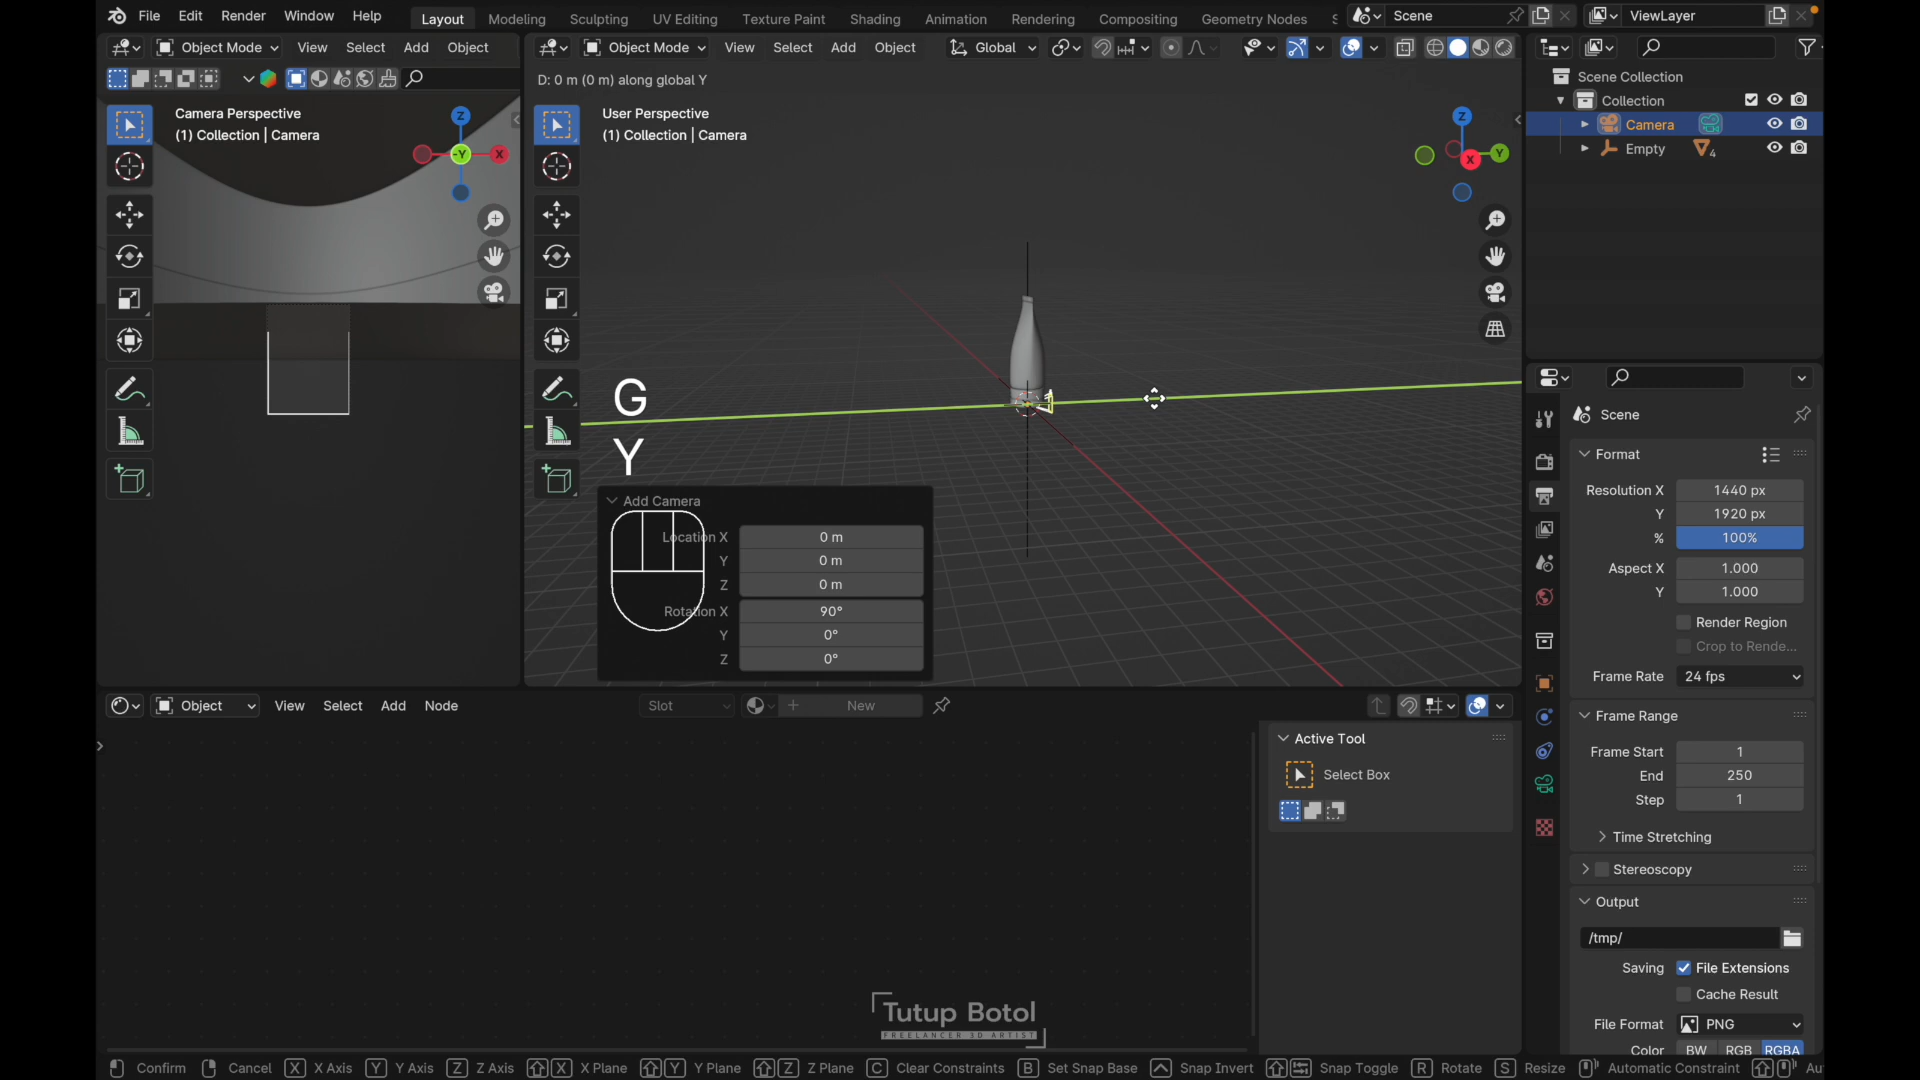 File Edit Render Window Help Layout Modeling Sculpting UV Editing Texture Paint Shading Animation Rendering Compositing Geometry Nodes Scene ViewLayer
Object Mode View Select Add Object
Object Mode View Select Add Object Global
D: 0 m (0 m) along global Y
Camera Perspective
(1) Collection | Camera
Z
-Y
X
User Perspective
(1) Collection | Camera
Z
Y
X
G
Y
Add Camera
Location X 0 m
Y 0 m
Z 0 m
Rotation X 90°
Y 0°
Z 0°
Scene Collection
Collection
Camera
Empty 4
Scene
Format
Resolution X 1440 px
Y 1920 px
% 100%
Aspect X 1.000
Y 1.000
Render Region
Crop to Rende...
Frame Rate 24 fps
Frame Range
Frame Start 1
End 250
Step 1
Time Stretching
Stereoscopy
Output
/tmp/
Saving File Extensions
Cache Result
File Format PNG
Color BW RGB RGBA
Object View Select Add Node Slot New
Active Tool
Select Box
Tutup Botol
FREELANCER 3D ARTIST
Confirm Cancel X X Axis Y Y Axis Z Z Axis X X Plane Y Y Plane Z Z Plane C Clear Constraints B Set Snap Base Snap Invert Snap Toggle R Rotate S Resize Automatic Constraint Au